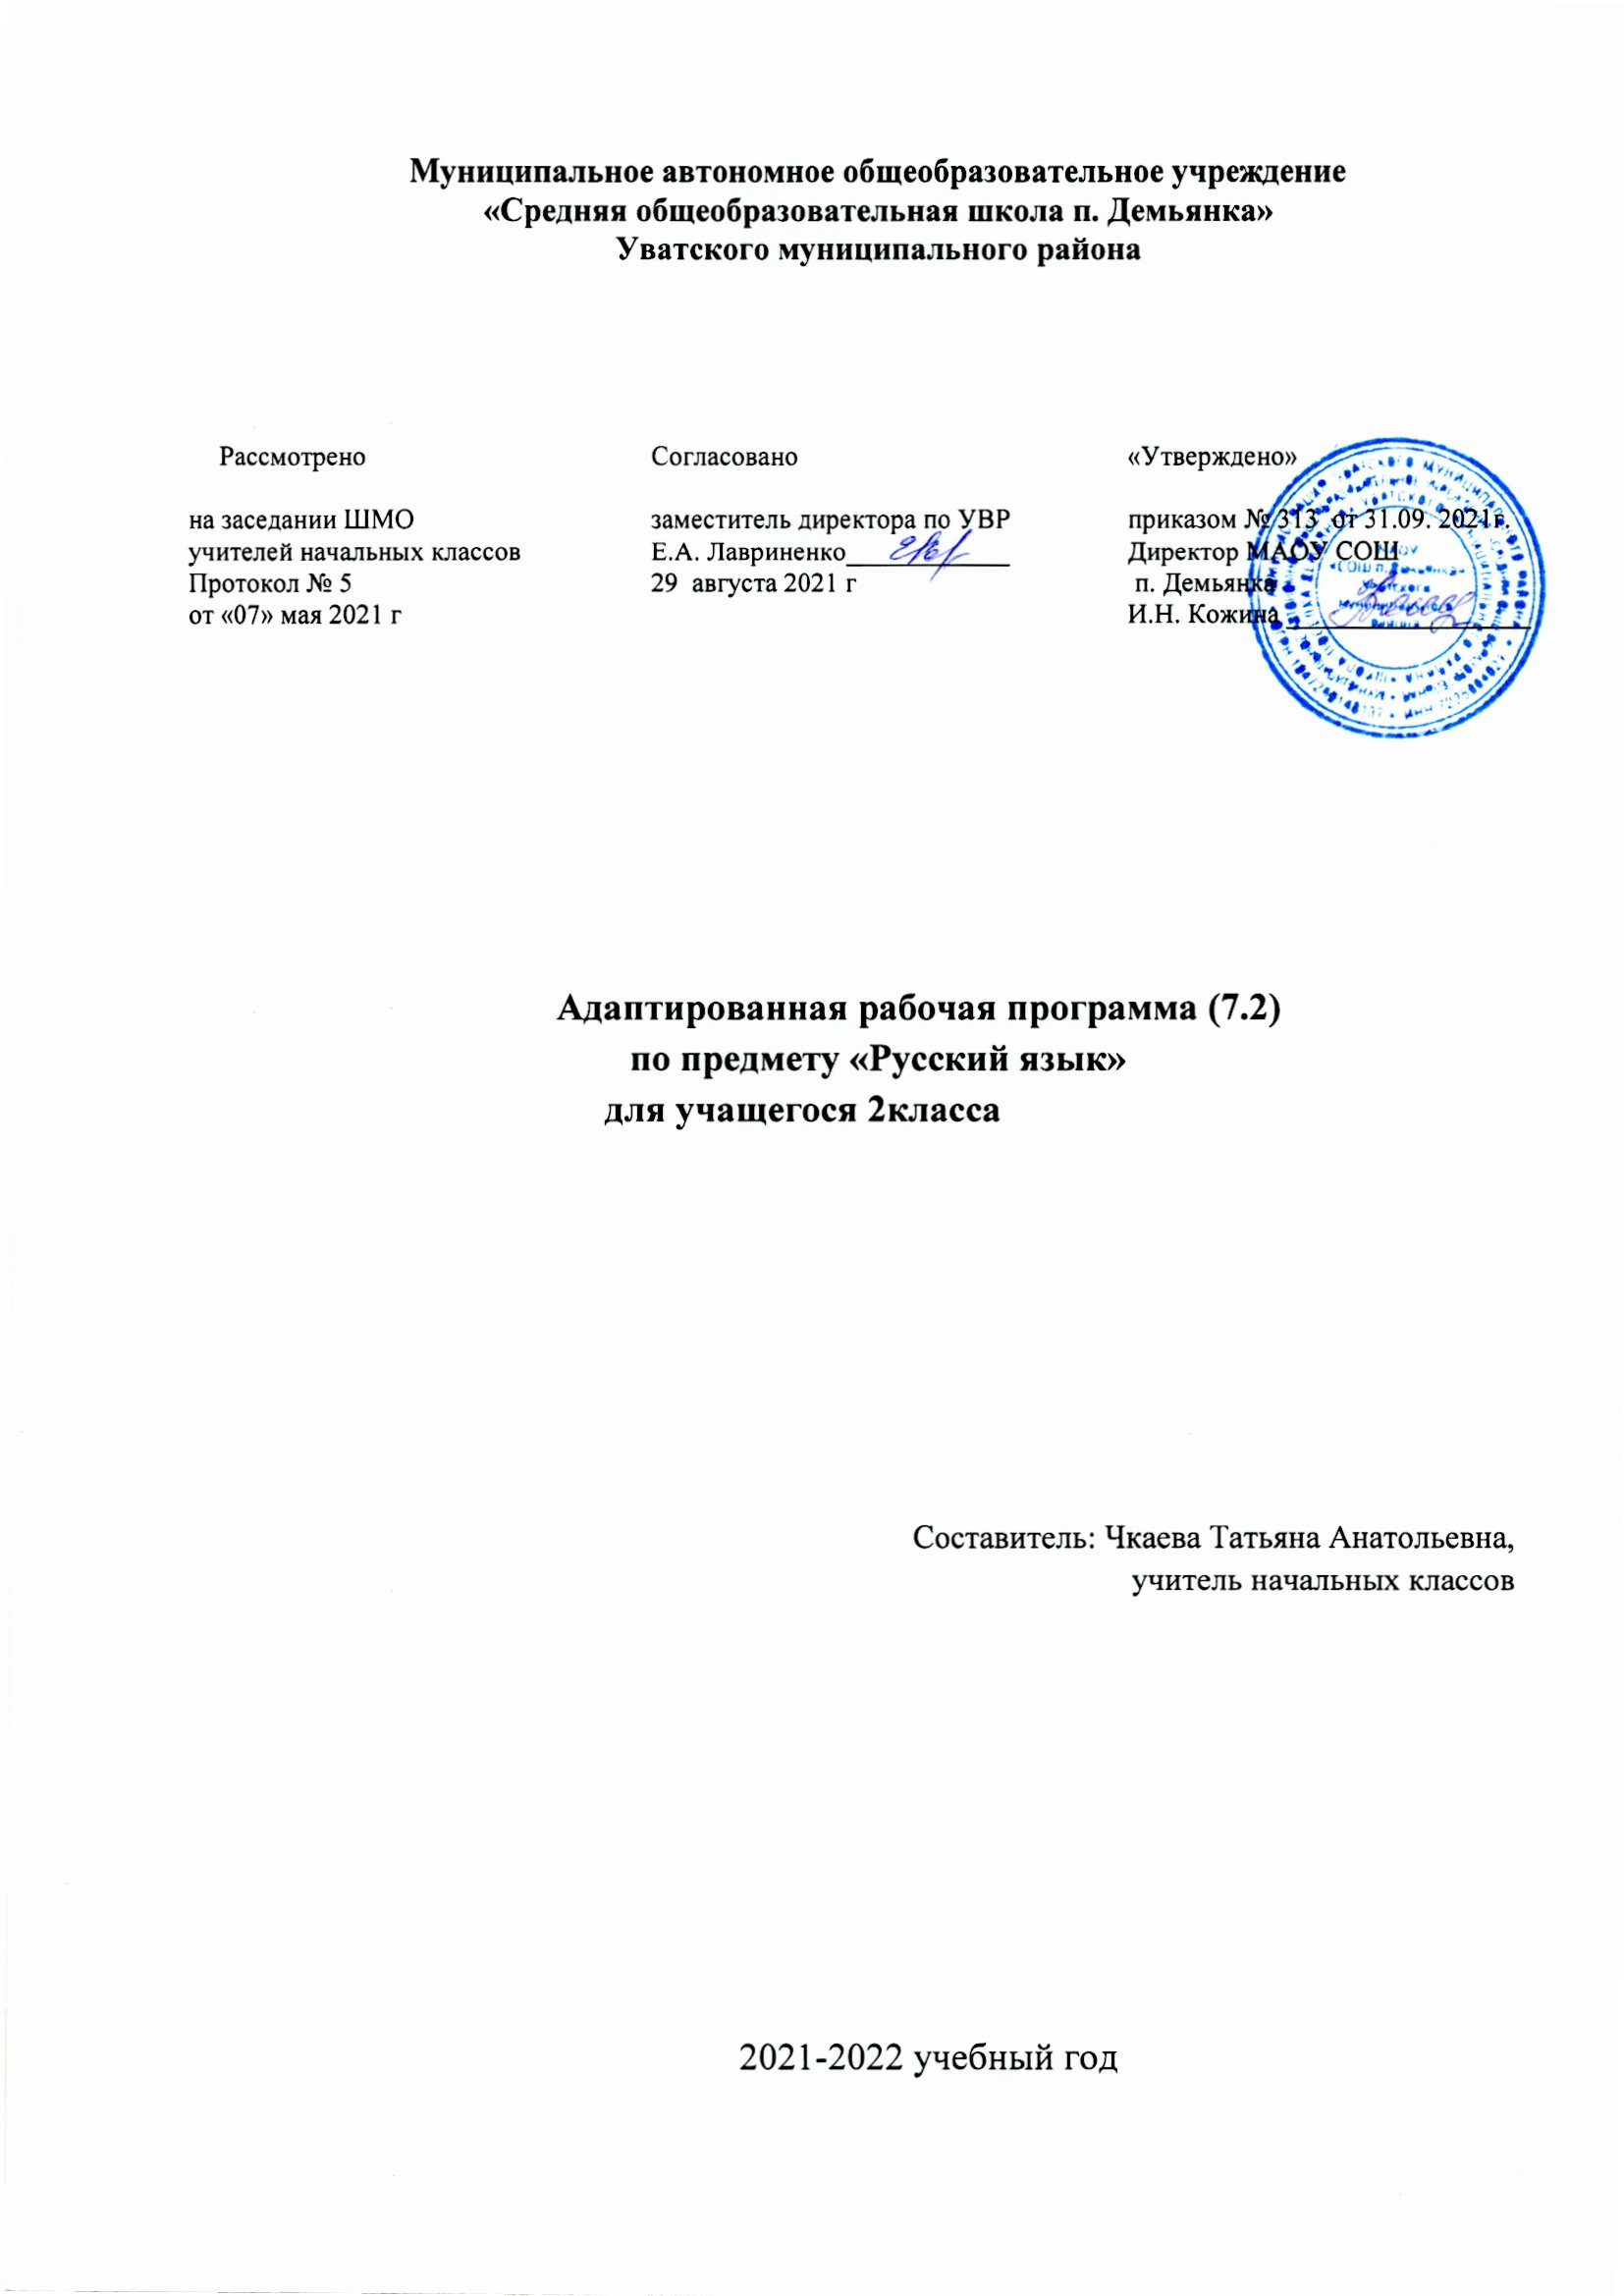 Муниципальное автономное общеобразовательное учреждение
«Средняя общеобразовательная школа п. Демьянка»
Уватского муниципального района
Рассмотрено
на заседании ШМО
учителей начальных классов
Протокол № 5
от «07» мая 2021 г
Согласовано
заместитель директора по УВР
Е.А. Лавриненко
29 августа 2021 г
«Утверждено»
приказом № 313 от 31.09. 2021г.
Директор МАОУ СОШ
п. Демьянка
И.Н. Кожина
Адаптированная рабочая программа (7.2)
по предмету «Русский язык»
для учащегося 2класса
Составитель: Чкаева Татьяна Анатольевна,
учитель начальных классов
2021-2022 учебный год